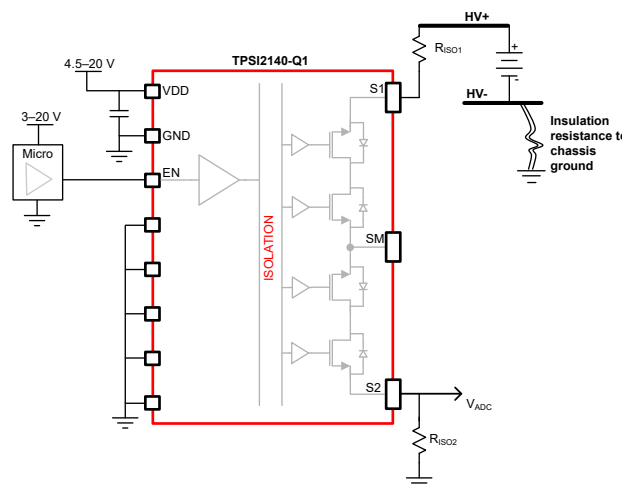 HV+
R_ISO1
+
-
HV-
Insulation
resistance to
chassis
ground
TPSI2140-Q1
4.5–20 V
VDD
S1
GND
3–20 V
Micro
EN
ISOLATION
SM
S2
V_ADC
R_ISO2